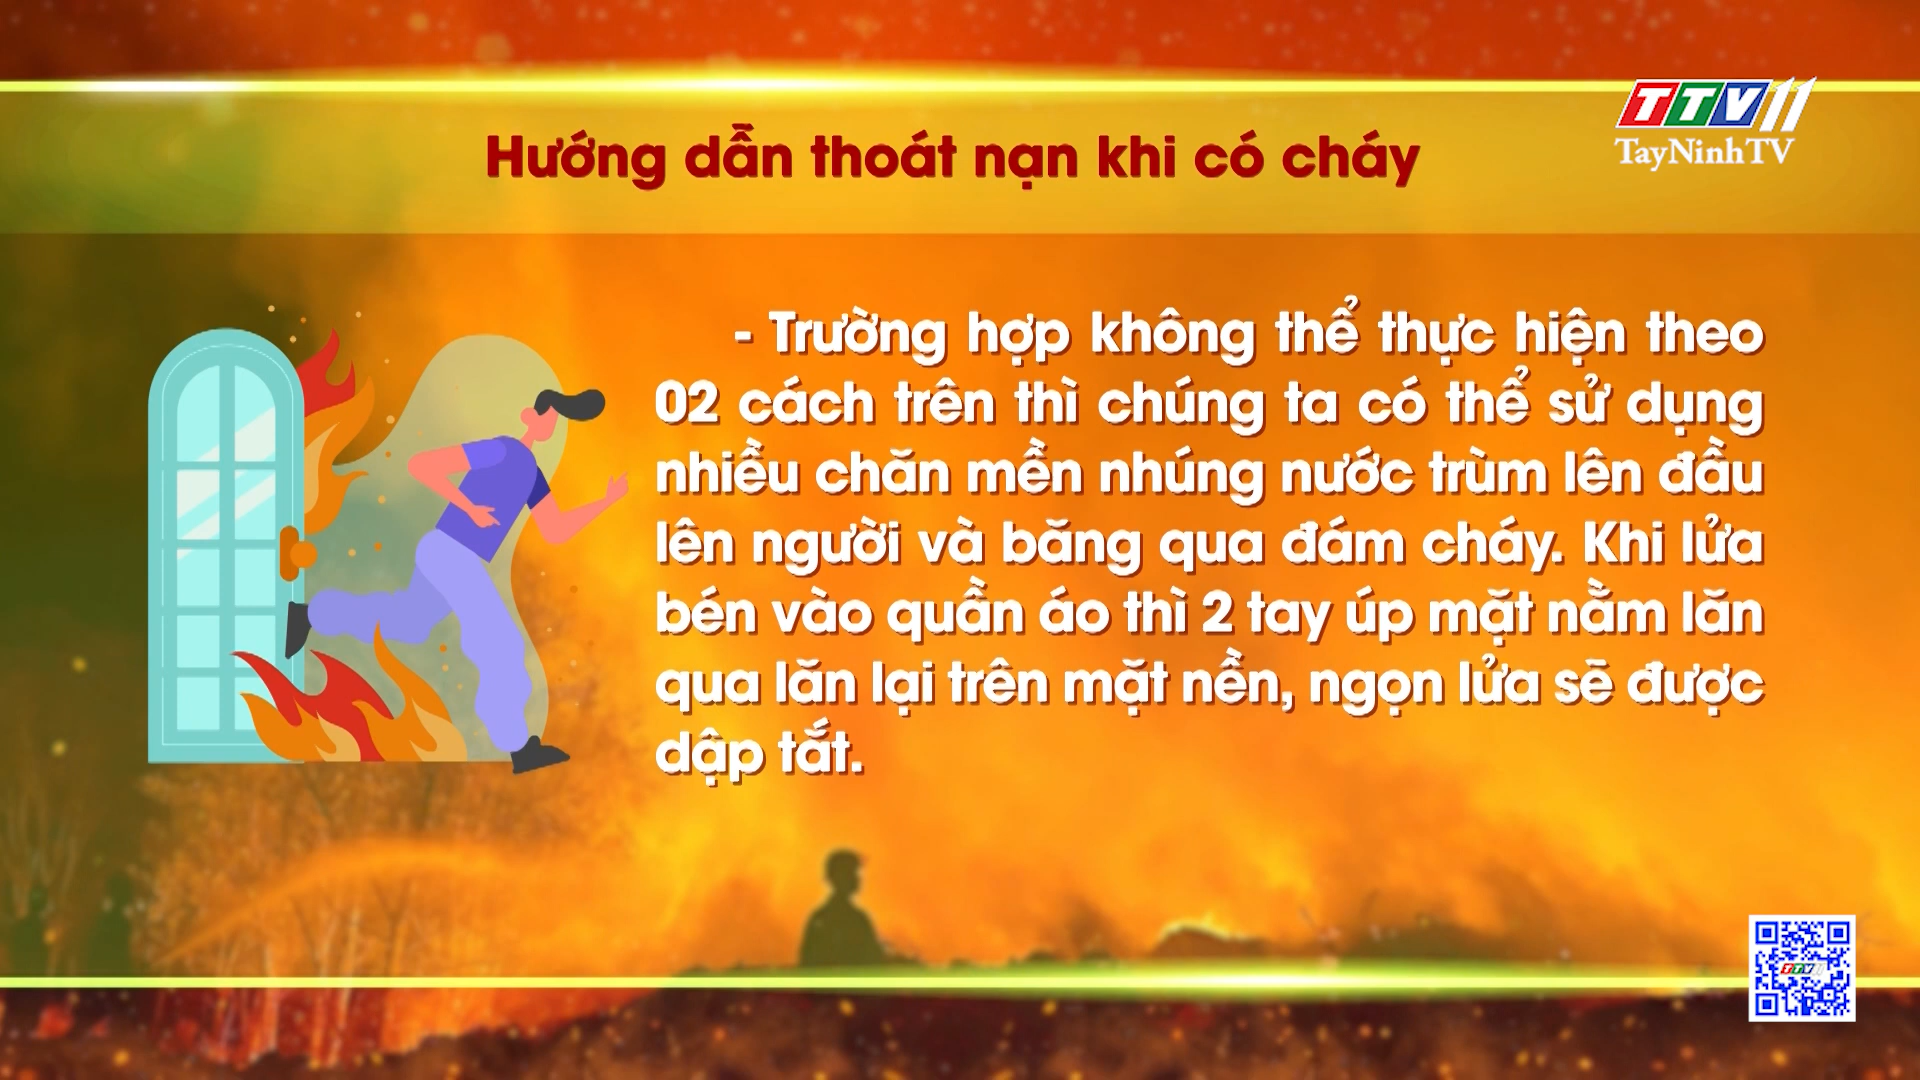 TTV11
TayNinhTV
Hướng dẫn thoát nạn khi có cháy
- Trường hợp không thể thực hiện theo
02 cách trên thì chúng ta có thể sử dụng
nhiều chăn mền nhúng nước trùm lên đầu
lên người và băng qua đám cháy. Khi lửa
bén vào quần áo thì 2 tay úp mặt nằm lăn
qua lăn lại trên mặt nền, ngọn lửa sẽ được
dập tắt.
TTV11